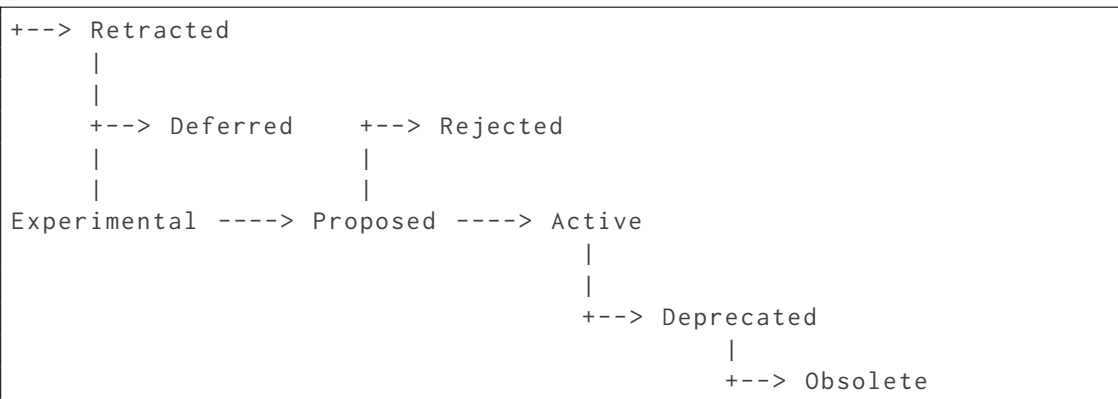 +--> Retracted
|
|
+--> Deferred +--> Rejected
| |
| |
Experimental ----> Proposed ----> Active
|
|
+--> Deprecated
|
+--> Obsolete